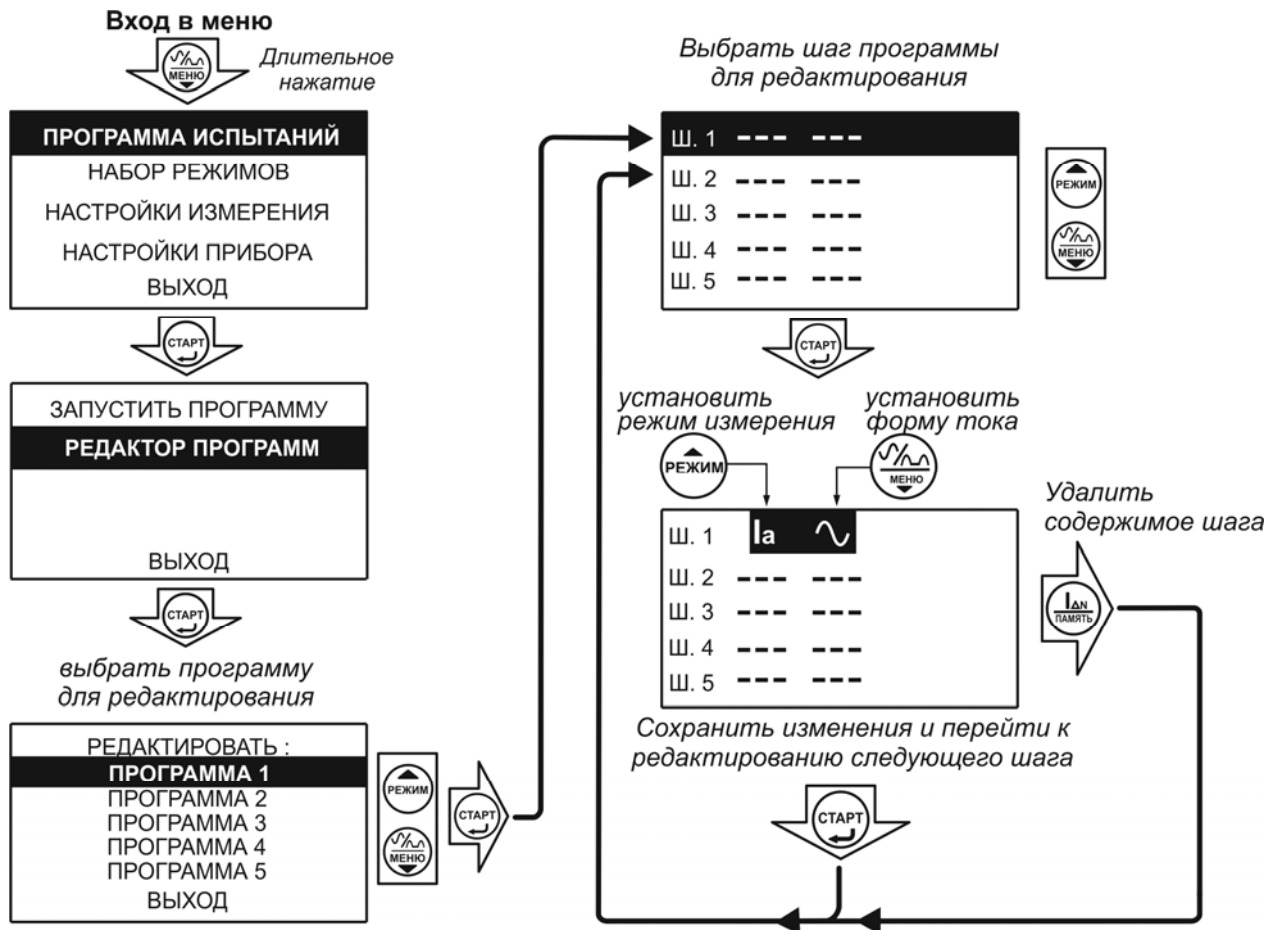 Вход в меню
МЕНЮ
Длительное
нажатие
ПРОГРАММА ИСПЫТАНИЙ
НАБОР РЕЖИМОВ
НАСТРОЙКИ ИЗМЕРЕНИЯ
НАСТРОЙКИ ПРИБОРА
ВЫХОД
СТАРТ
ЗАПУСТИТЬ ПРОГРАММУ
РЕДАКТОР ПРОГРАММ
ВЫХОД
СТАРТ
выбрать программу
для редактирования
РЕДАКТИРОВАТЬ :
ПРОГРАММА 1
ПРОГРАММА 2
ПРОГРАММА 3
ПРОГРАММА 4
ПРОГРАММА 5
ВЫХОД
РЕЖИМ
МЕНЮ
СТАРТ
Выбрать шаг программы
для редактирования
Ш. 1 --- ---
Ш. 2 --- ---
Ш. 3 --- ---
Ш. 4 --- ---
Ш. 5 --- ---
РЕЖИМ
МЕНЮ
СТАРТ
установить
режим измерения
установить
форму тока
РЕЖИМ
МЕНЮ
Ш. 1 Ia
Ш. 2 --- ---
Ш. 3 --- ---
Ш. 4 --- ---
Ш. 5 --- ---
Удалить
содержимое шага
I∆N
ПАМЯТЬ
Сохранить изменения и перейти к
редактированию следующего шага
СТАРТ